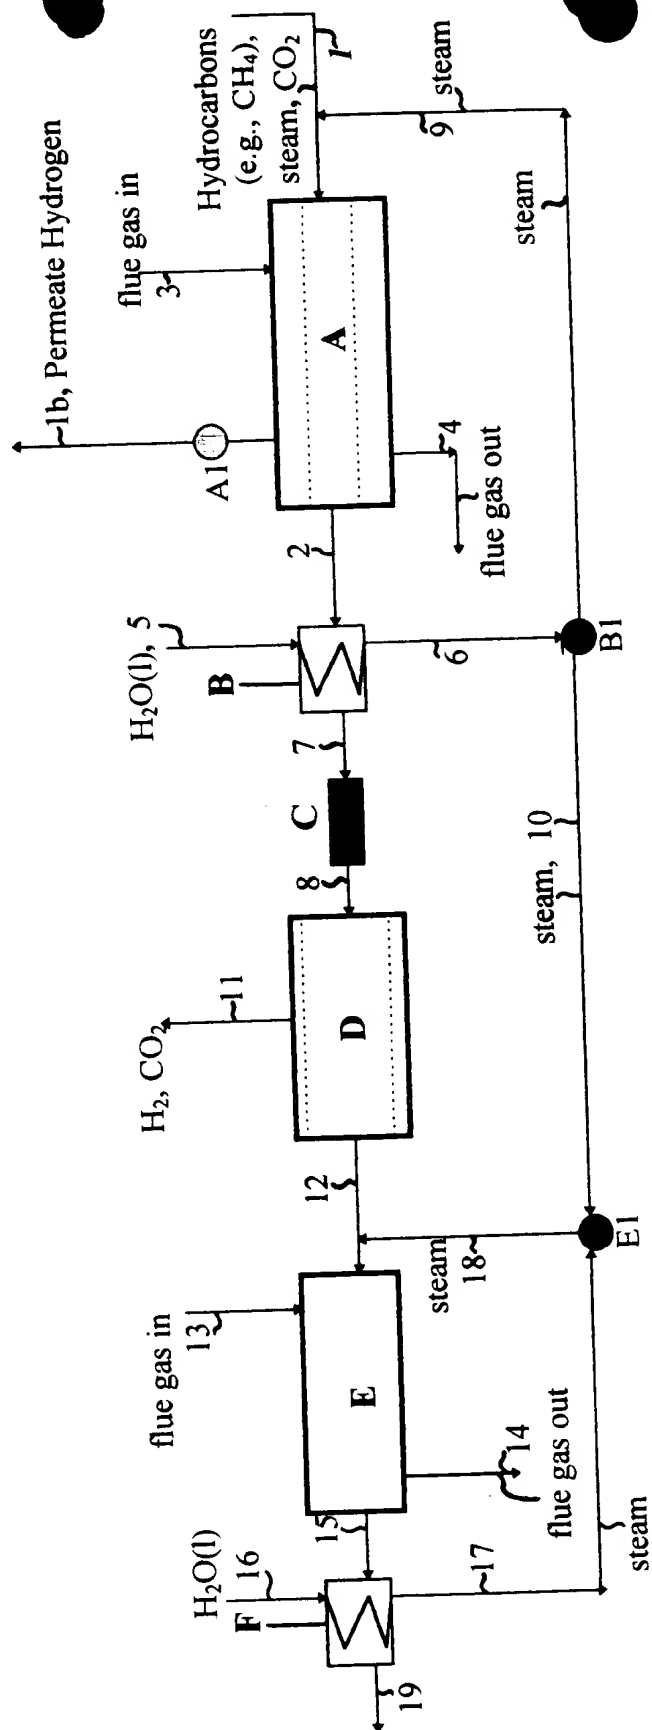 Hydrocarbons
(e.g., CH₄),
steam, CO₂
1
steam
9
steam
flue gas in
3
1b, Permeate Hydrogen
A1
A
4
flue gas out
2
H₂O(l), 5
B
6
B1
7
C
8
steam, 10
H₂, CO₂
11
D
12
steam
18
E1
flue gas in
13
E
14
flue gas out
15
H₂O(l)
16
F
17
steam
19